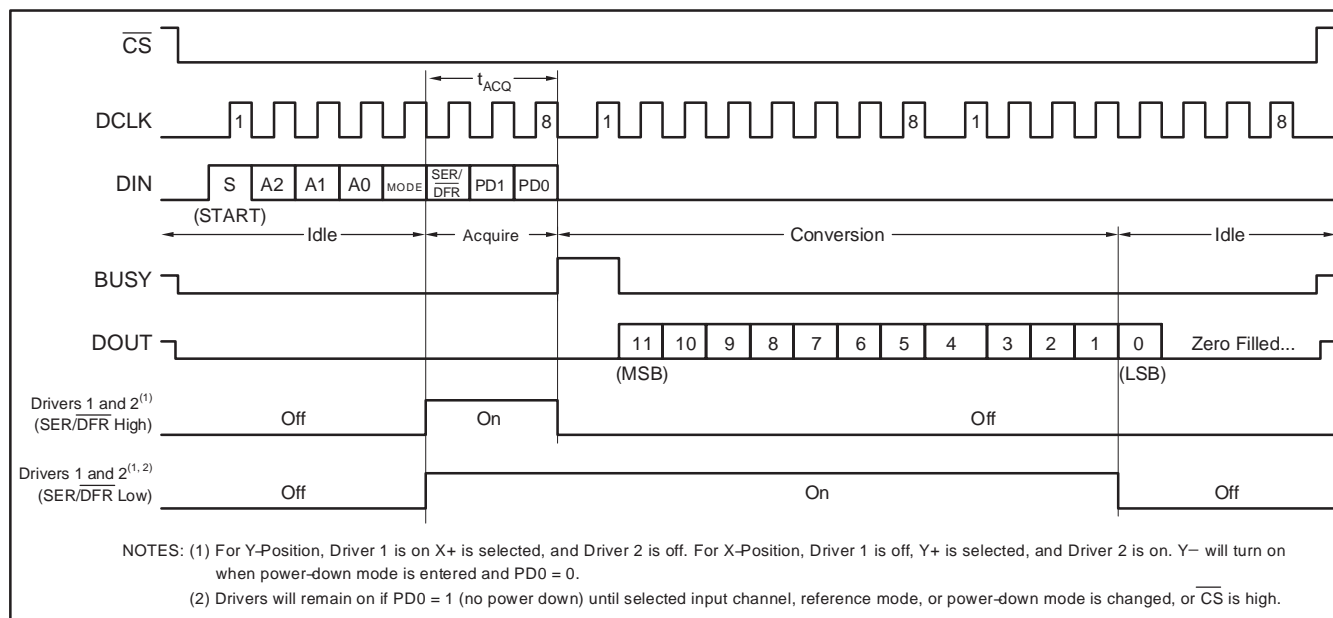 CS
tACQ
DCLK 1 8 1 8 1 8
DIN S A2 A1 A0 MODE SER/DFR PD1 PD0
(START)
Idle Acquire Conversion Idle
BUSY
DOUT 11 10 9 8 7 6 5 4 3 2 1 0 Zero Filled...
(MSB) (LSB)
Drivers 1 and 2(1)
(SER/DFR High) Off On Off
Drivers 1 and 2(1, 2)
(SER/DFR Low) Off On Off
NOTES: (1) For Y-Position, Driver 1 is on X+ is selected, and Driver 2 is off. For X-Position, Driver 1 is off, Y+ is selected, and Driver 2 is on. Y− will turn on
when power-down mode is entered and PD0 = 0.
(2) Drivers will remain on if PD0 = 1 (no power down) until selected input channel, reference mode, or power-down mode is changed, or CS is high.